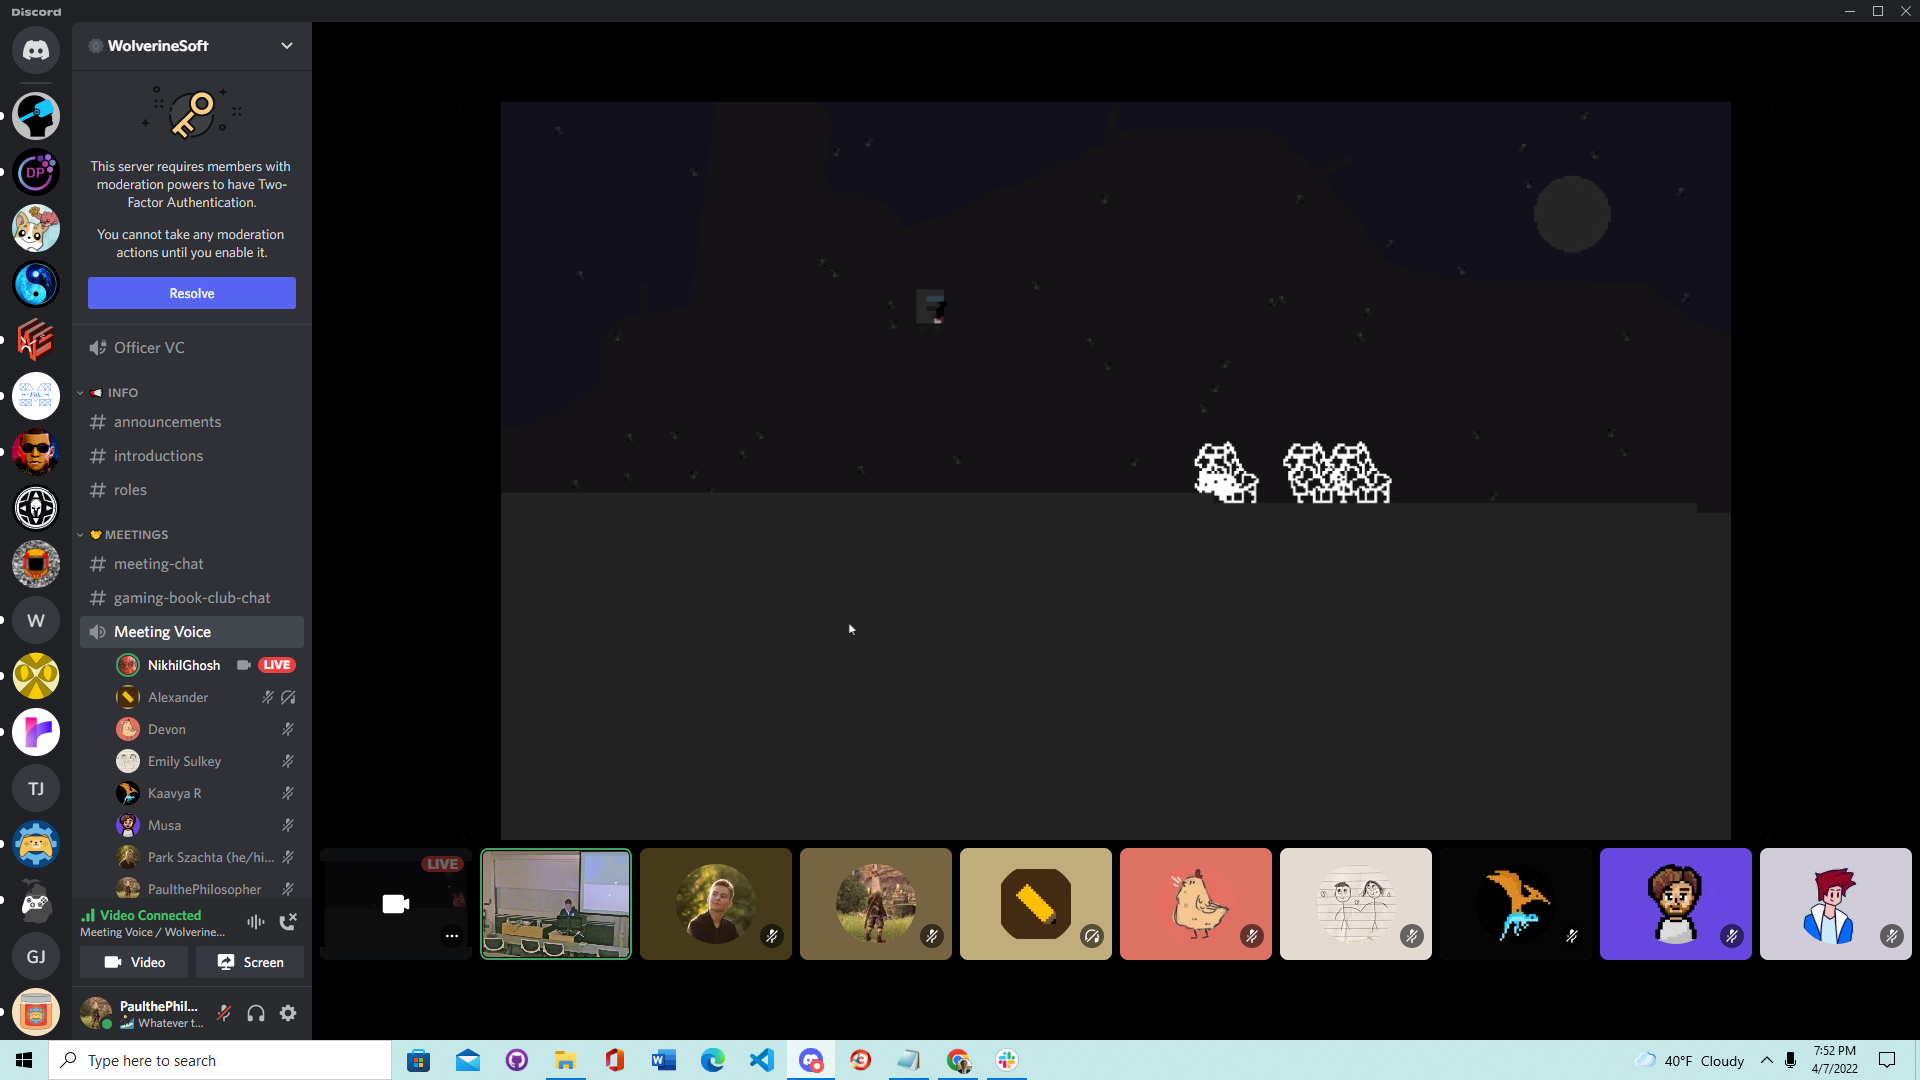 Discord
WolverineSoft
This server requires members with
moderation powers to have Two-
Factor Authentication.
You cannot take any moderation
actions until you enable it.
Resolve
Officer VC
INFO
announcements
introductions
roles
MEETINGS
meeting-chat
gaming-book-club-chat
Meeting Voice
NikhilGhosh LIVE
Alexander
Devon
Emily Sulkey
Kaavya R
Musa
Park Szachta (he/hi...
PaulthePhilosopher
Video Connected
Meeting Voice / Wolverine...
Video Screen
PaulthePhil...
Whatever t...
DP
W
TJ
GJ
LIVE
Type here to search
40°F Cloudy
7:52 PM
4/7/2022